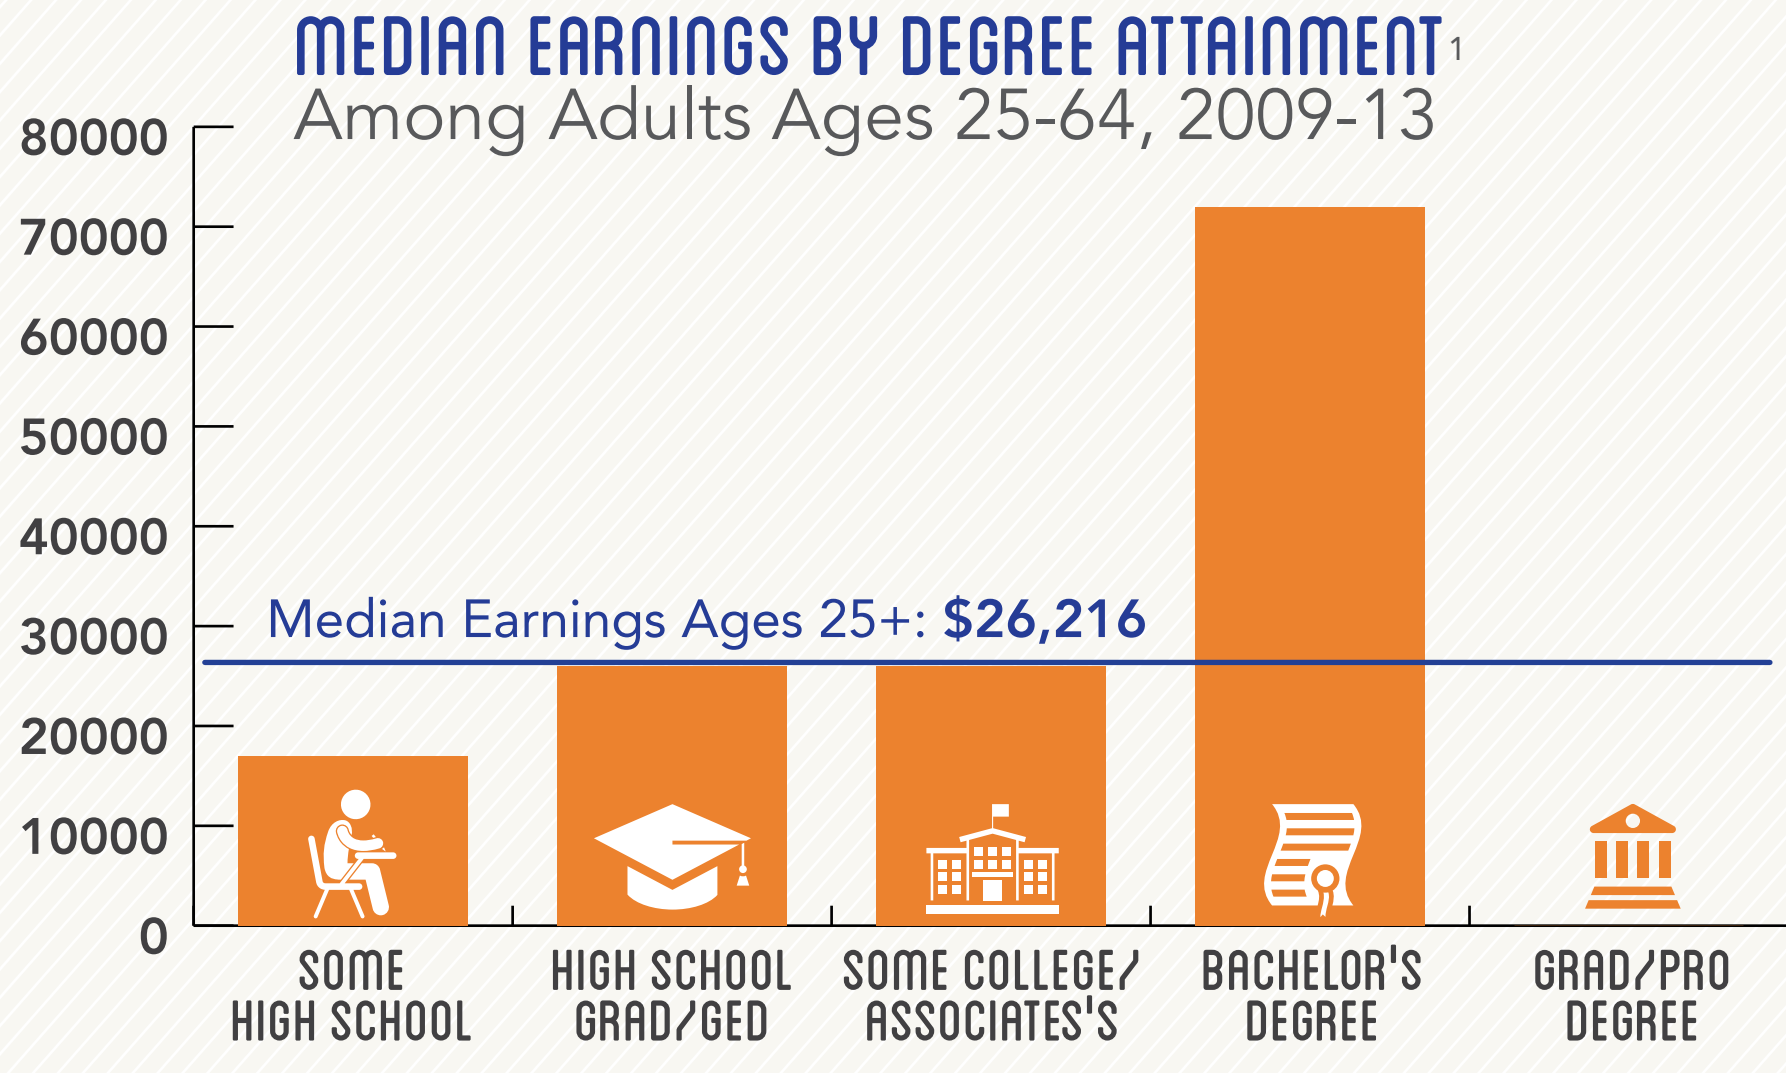 MEDIAN EARNINGS BY DEGREE ATTAINMENT 1
Among Adults Ages 25-64, 2009-13
80000
70000
60000
50000
40000
Median Earnings Ages 25+: $26,216
30000
20000
10000
0
SOME
HIGH SCHOOL
HIGH SCHOOL
GRAD/GED
SOME COLLEGE/
ASSOCIATES'S
BACHELOR'S
DEGREE
GRAD/PRO
DEGREE